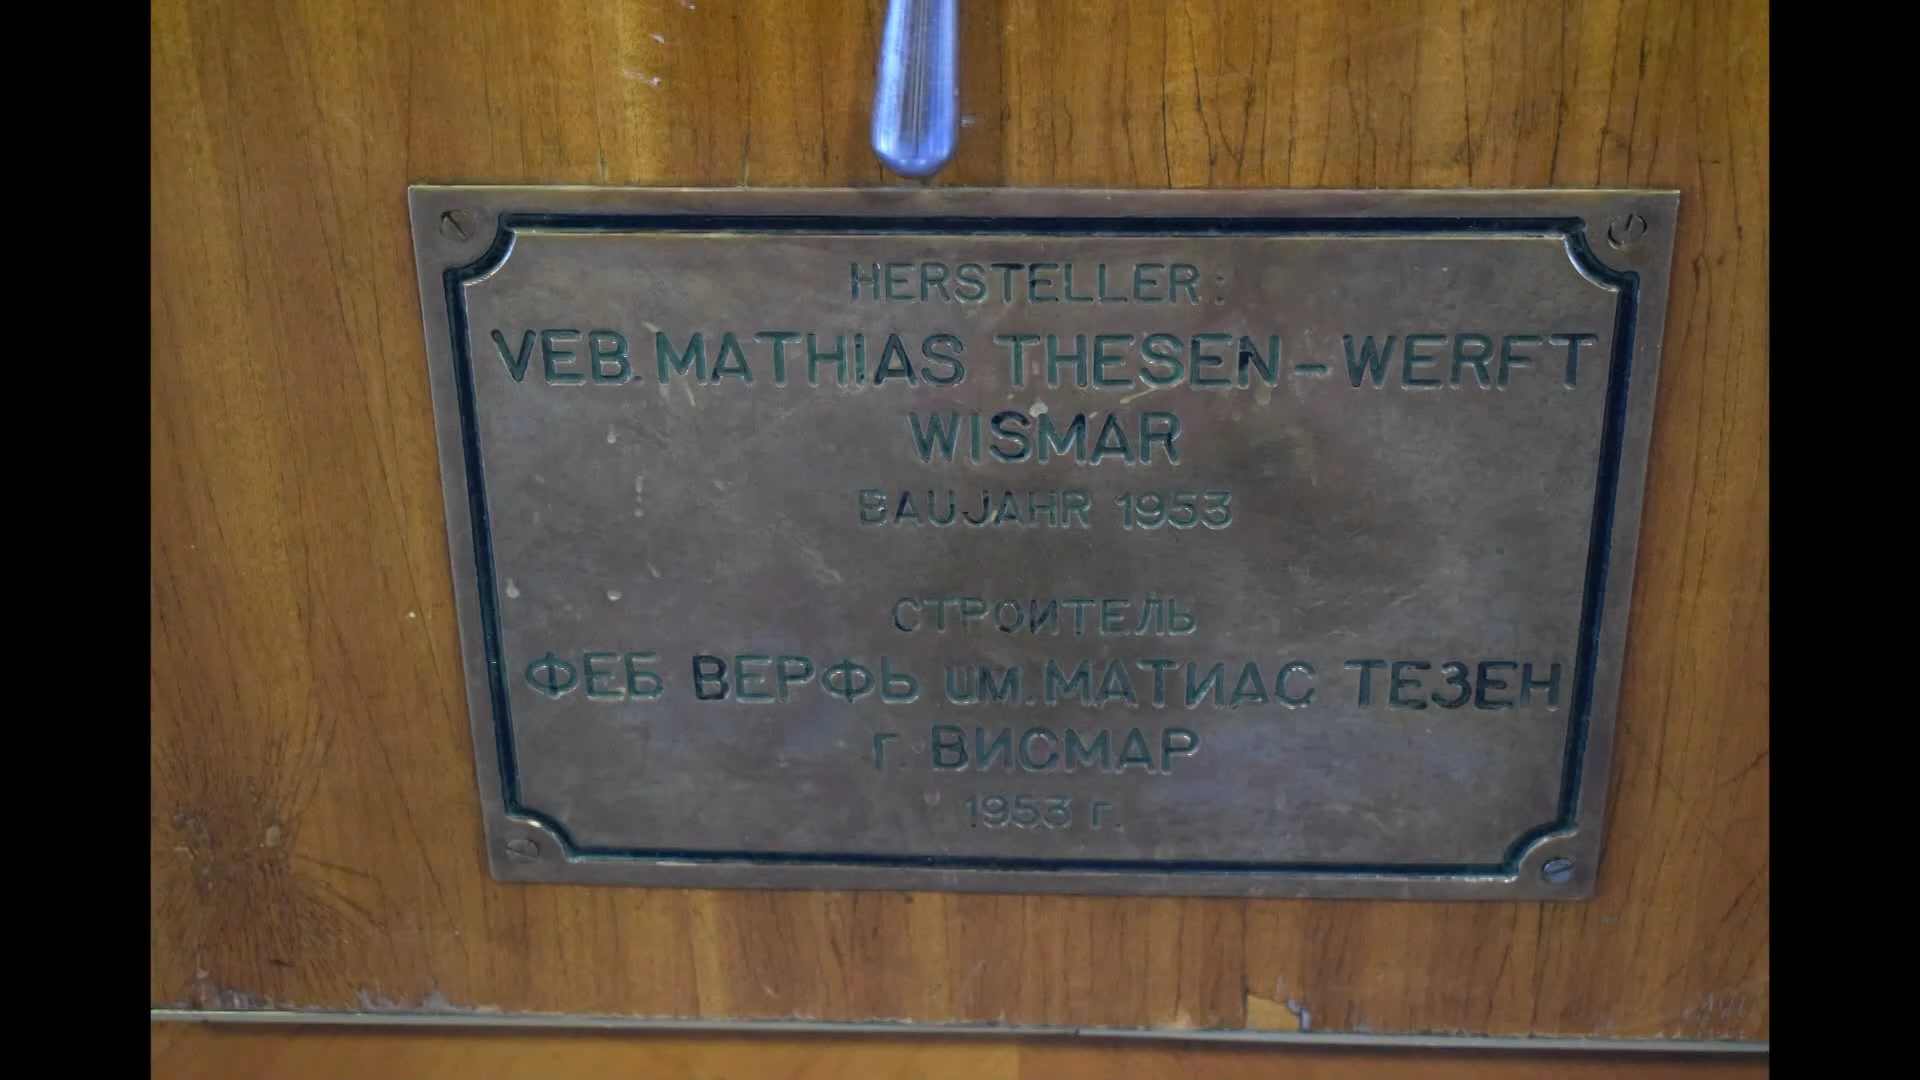 HERSTELLER:
VEB. MATHIAS THESEN-WERFT
WISMAR
BAUJAHR 1953
СТРОИТЕЛЬ
ФЕБ ВЕРФЬ им. МАТИАС ТЕЗЕН
г. ВИСМАР
1953 г.